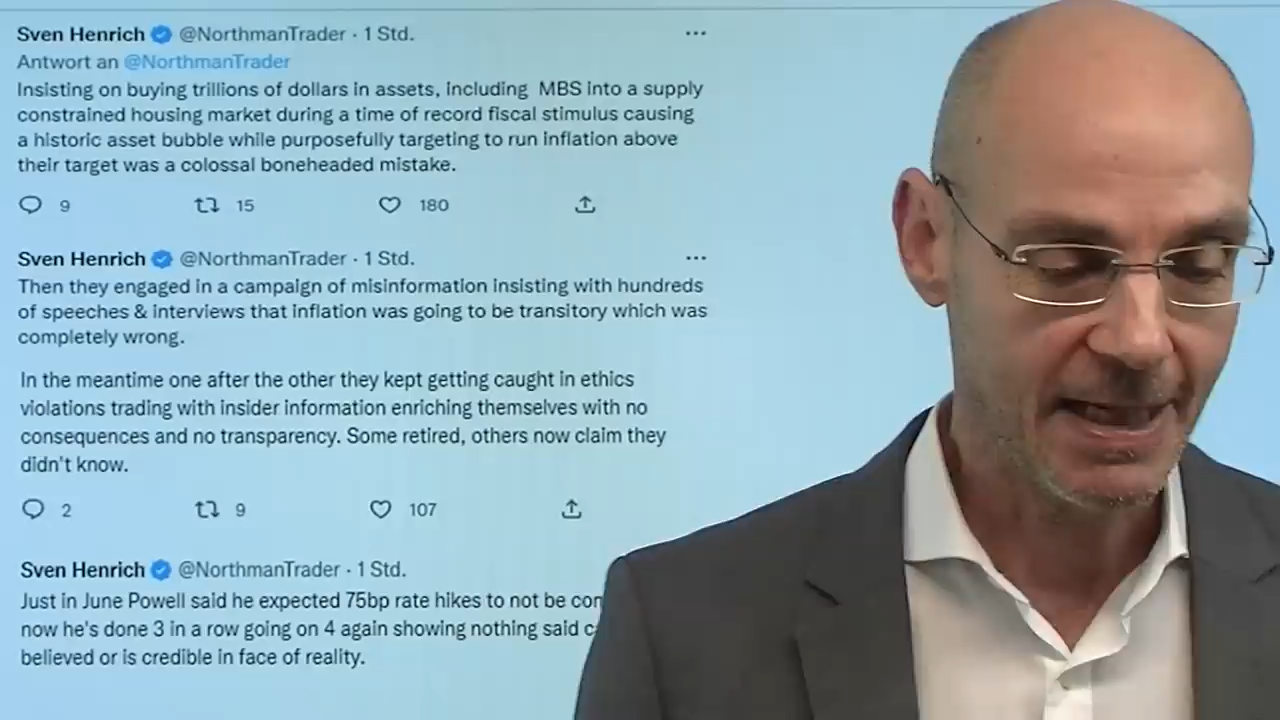 Sven Henrich @NorthmanTrader · 1 Std.
Antwort an @NorthmanTrader
Insisting on buying trillions of dollars in assets, including MBS into a supply
constrained housing market during a time of record fiscal stimulus causing
a historic asset bubble while purposefully targeting to run inflation above
their target was a colossal boneheaded mistake.
9 15 180
Sven Henrich @NorthmanTrader · 1 Std.
Then they engaged in a campaign of misinformation insisting with hundreds
of speeches & interviews that inflation was going to be transitory which was
completely wrong.
In the meantime one after the other they kept getting caught in ethics
violations trading with insider information enriching themselves with no
consequences and no transparency. Some retired, others now claim they
didn't know.
2 9 107
Sven Henrich @NorthmanTrader · 1 Std.
Just in June Powell said he expected 75bp rate hikes to not be
now he's done 3 in a row going on 4 again showing nothing said
believed or is credible in face of reality.